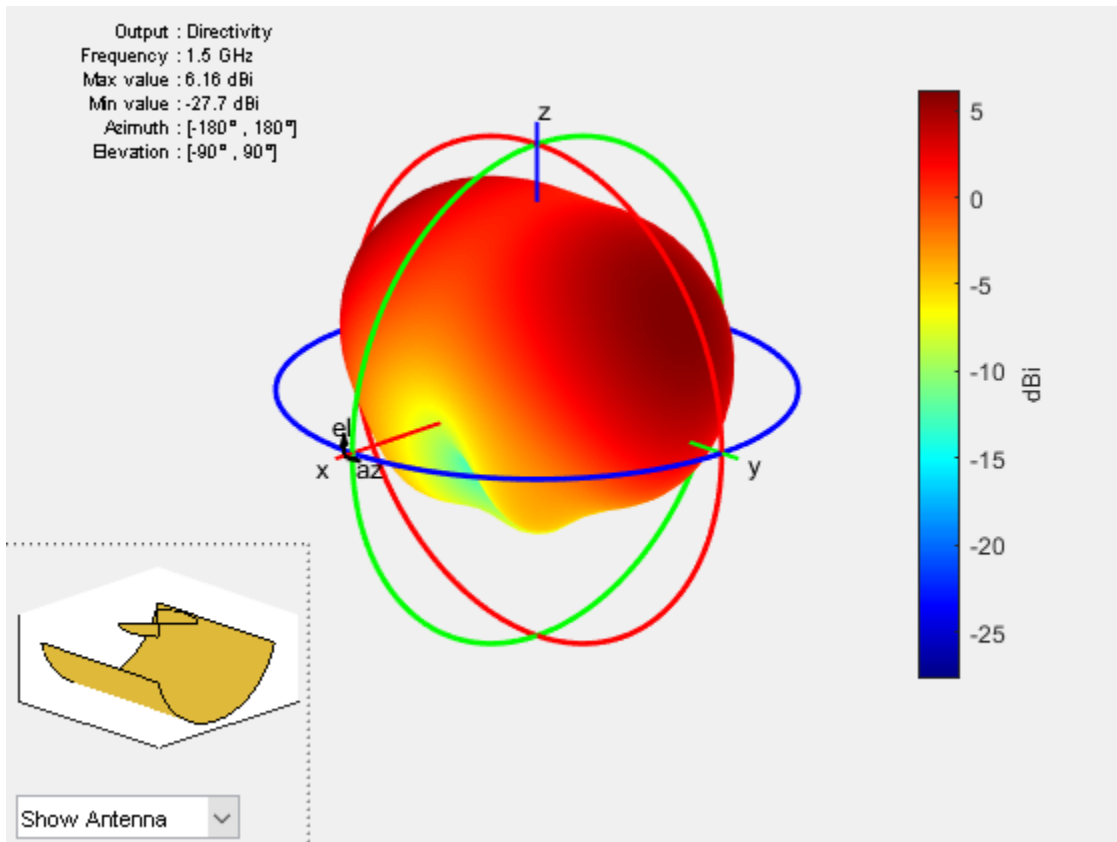 Output : Directivity
Frequency : 1.5 GHz
Max value : 6.16 dBi
Min value : -27.7 dBi
Azimuth : [-180° , 180°]
Elevation : [-90° , 90°]
z
el
x
az
y
5
0
-5
-10
-15
-20
-25
dBi
Show Antenna